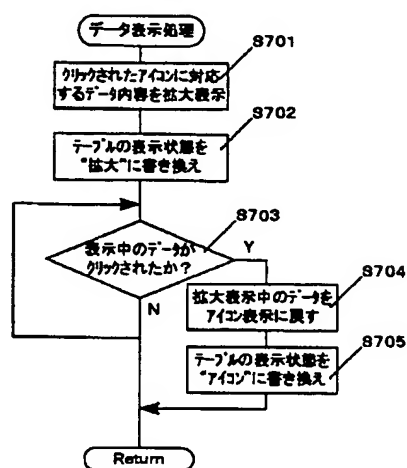 データ表示処理
S701
クリックされたアイコンに対応
するデータ内容を拡大表示
S702
テーブルの表示状態を
"拡大"に書き換え
S703
表示中のデータが
クリックされたか?
Y
N
S704
拡大表示中のデータを
アイコン表示に戻す
S705
テーブルの表示状態を
"アイコン"に書き換え
Return